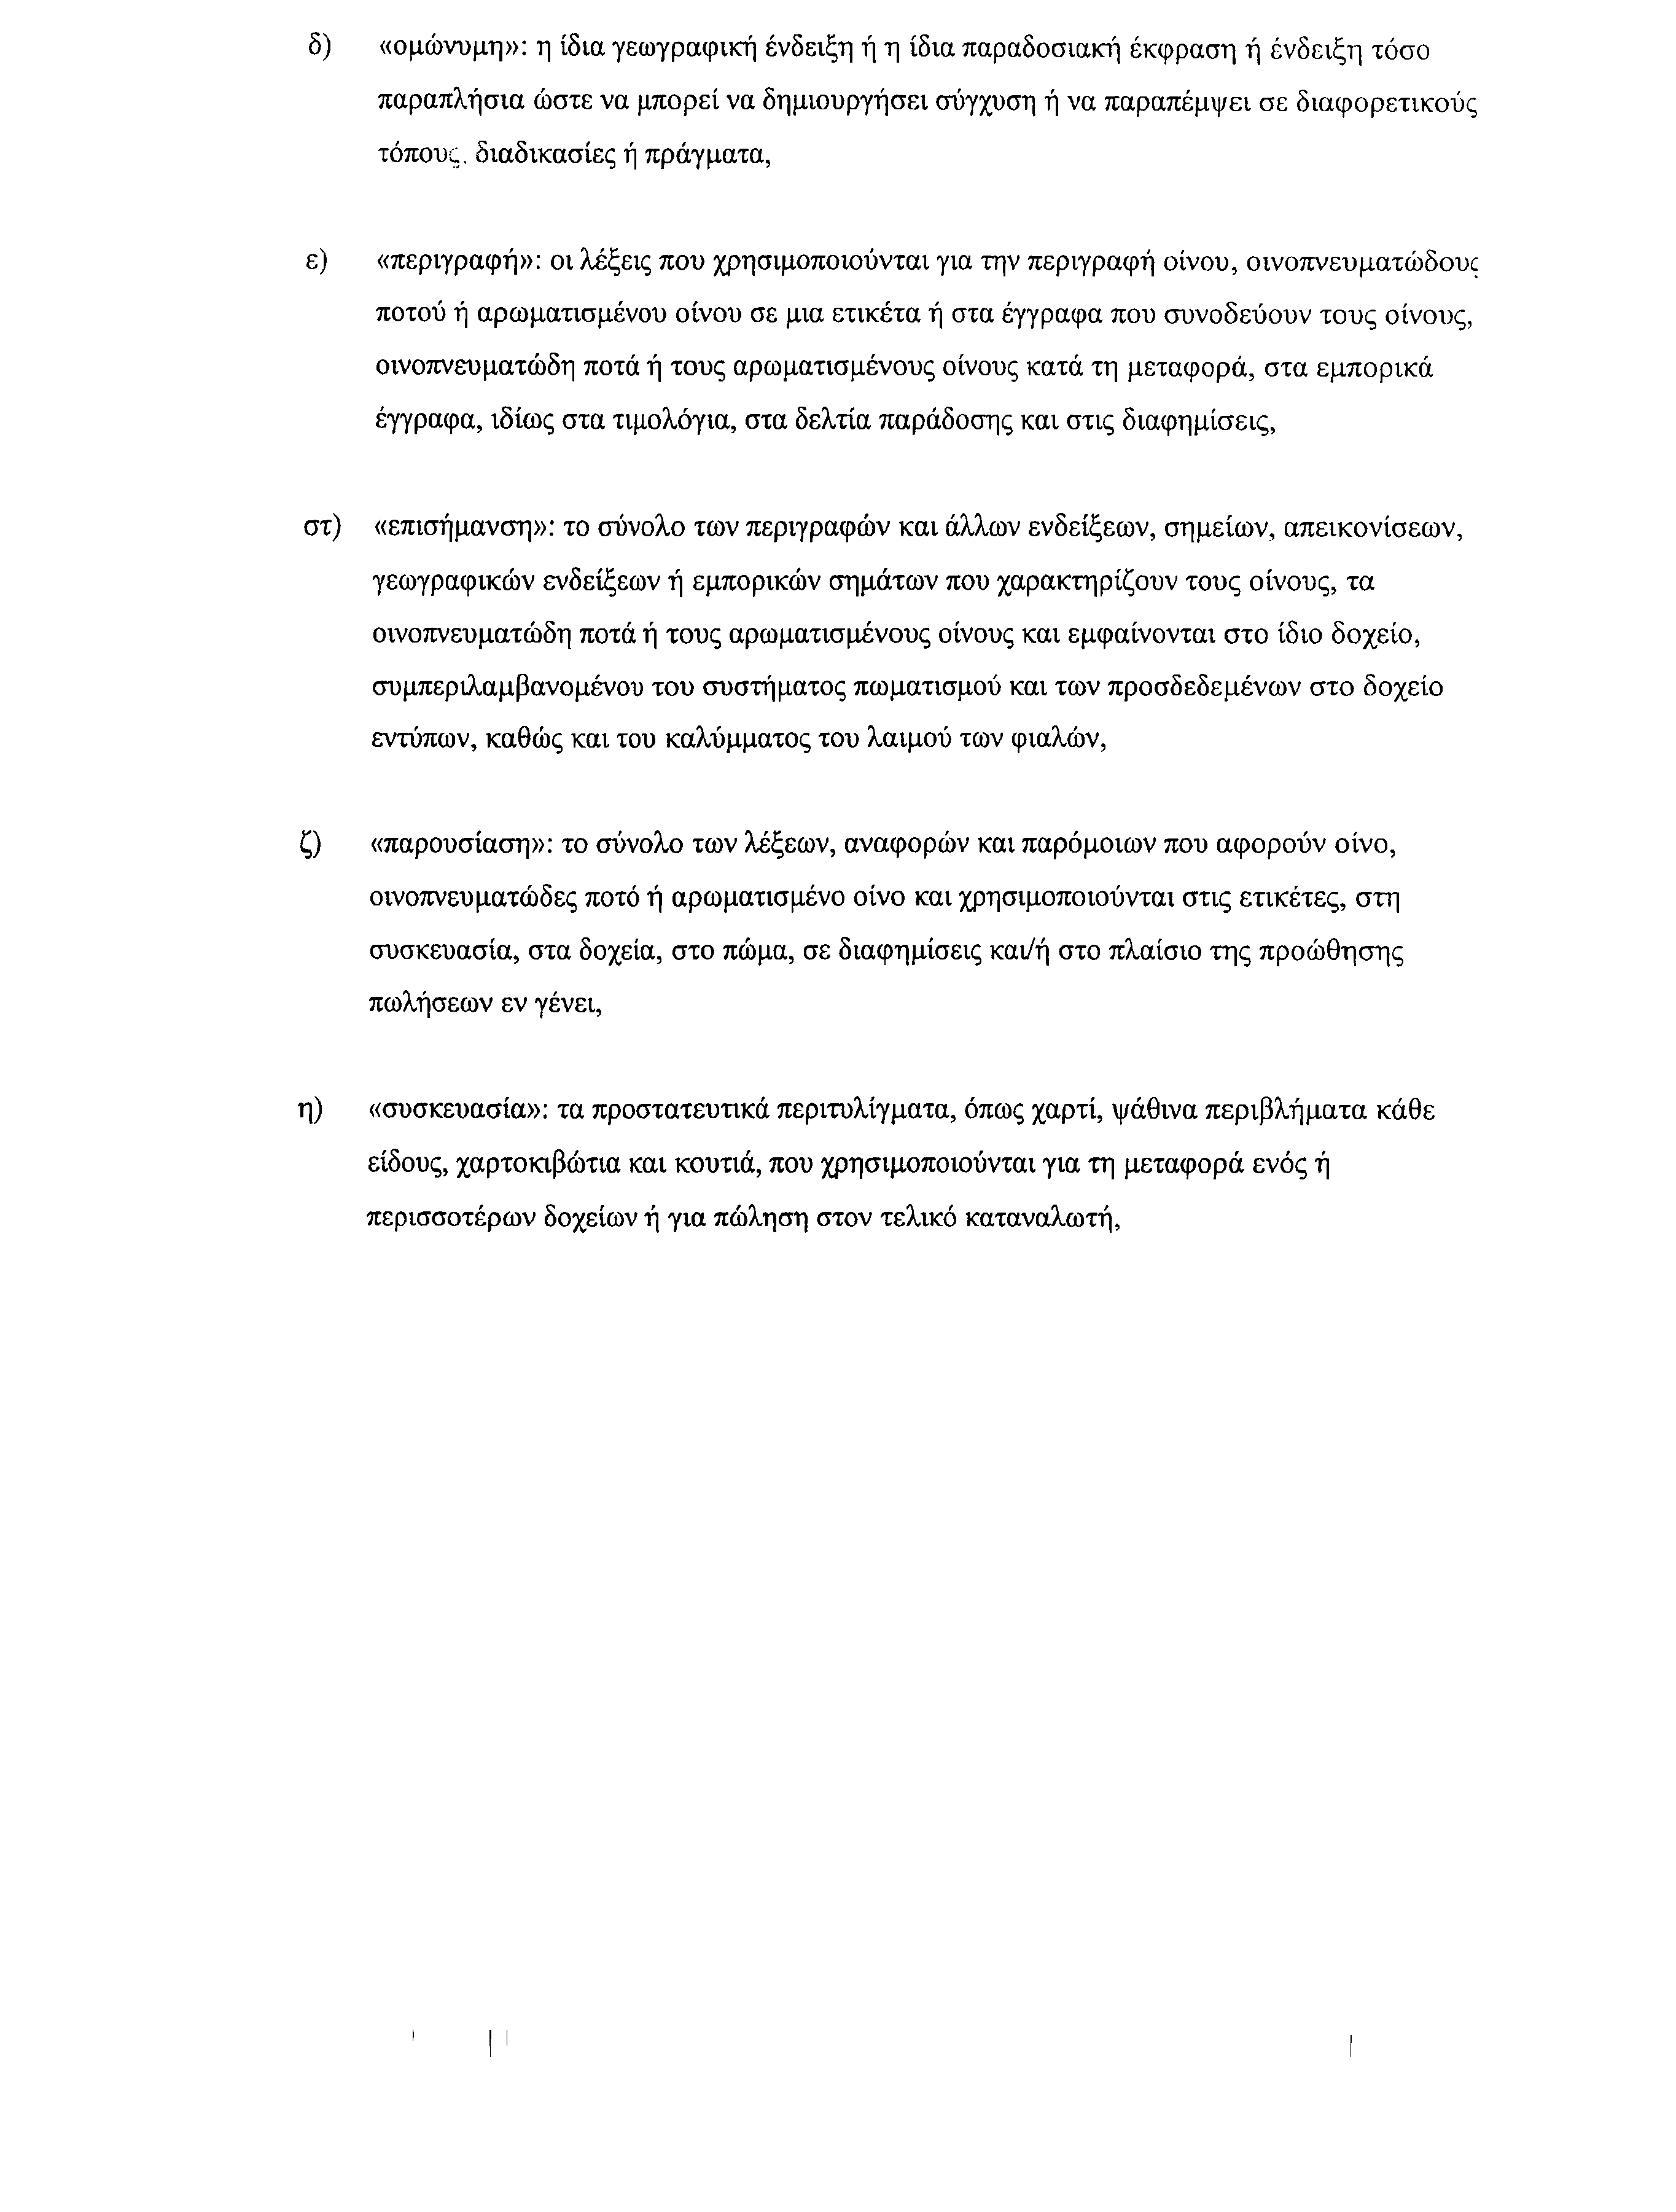 δ) «ομώνυμη»: η ίδια γεωγραφική ένδειξη ή η ίδια παραδοσιακή έκφραση ή ένδειξη τόσο
παραπλήσια ώστε να μπορεί να δημιουργήσει σύγχυση ή να παραπέμψει σε διαφορετικούς
τόπους, διαδικασίες ή πράγματα,
ε) «περιγραφή»: οι λέξεις που χρησιμοποιούνται για την περιγραφή οίνου, οινοπνευματώδους
ποτού ή αρωματισμένου οίνου σε μια ετικέτα ή στα έγγραφα που συνοδεύουν τους οίνους,
οινοπνευματώδη ποτά ή τους αρωματισμένους οίνους κατά τη μεταφορά, στα εμπορικά
έγγραφα, ιδίως στα τιμολόγια, στα δελτία παράδοσης και στις διαφημίσεις,
στ) «επισήμανση»: το σύνολο των περιγραφών και άλλων ενδείξεων, σημείων, απεικονίσεων,
γεωγραφικών ενδείξεων ή εμπορικών σημάτων που χαρακτηρίζουν τους οίνους, τα
οινοπνευματώδη ποτά ή τους αρωματισμένους οίνους και εμφαίνονται στο ίδιο δοχείο,
συμπεριλαμβανομένου του συστήματος πωματισμού και των προσδεδεμένων στο δοχείο
εντύπων, καθώς και του καλύμματος του λαιμού των φιαλών,
ζ) «παρουσίαση»: το σύνολο των λέξεων, αναφορών και παρόμοιων που αφορούν οίνο,
οινοπνευματώδες ποτό ή αρωματισμένο οίνο και χρησιμοποιούνται στις ετικέτες, στη
συσκευασία, στα δοχεία, στο πώμα, σε διαφημίσεις και/ή στο πλαίσιο της προώθησης
πωλήσεων εν γένει,
η) «συσκευασία»: τα προστατευτικά περιτυλίγματα, όπως χαρτί, ψάθινα περιβλήματα κάθε
είδους, χαρτοκιβώτια και κουτιά, που χρησιμοποιούνται για τη μεταφορά ενός ή
περισσοτέρων δοχείων ή για πώληση στον τελικό καταναλωτή,